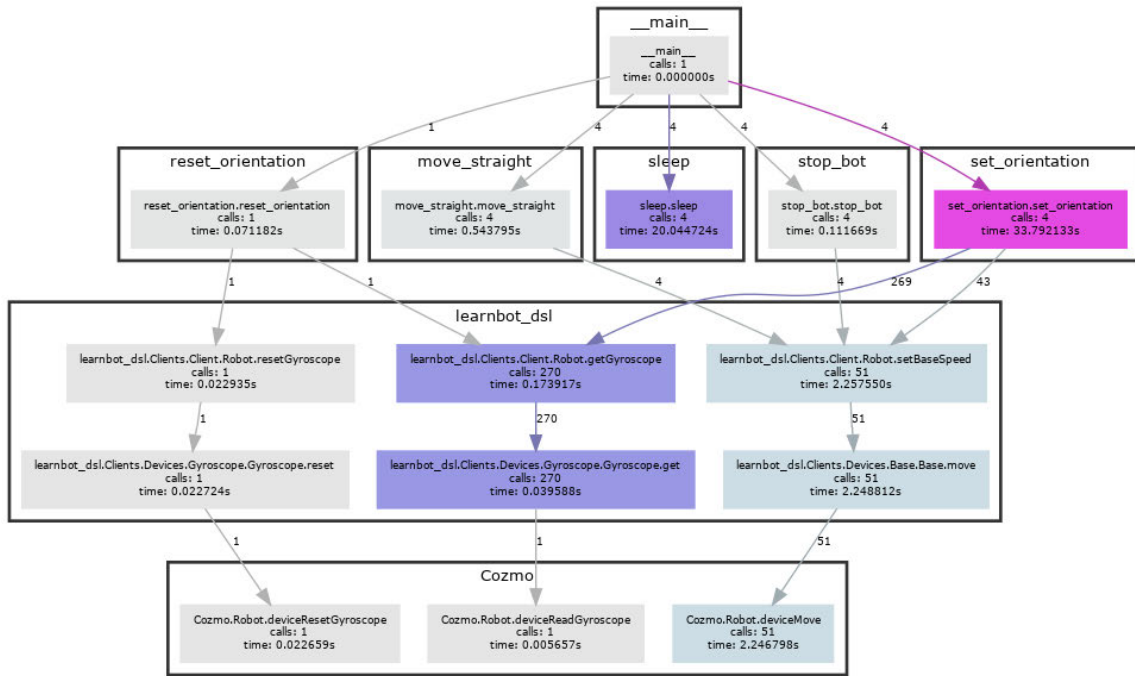 __main__
__main__
calls: 1
time: 0.000000s
1
4
4
4
4
reset_orientation
move_straight
sleep
stop_bot
set_orientation
reset_orientation.reset_orientation
calls: 1
time: 0.071182s
move_straight.move_straight
calls: 4
time: 0.543795s
sleep.sleep
calls: 4
time: 20.044724s
stop_bot.stop_bot
calls: 4
time: 0.111669s
set_orientation.set_orientation
calls: 4
time: 33.792133s
1
1
4
4
269
43
learnbot_dsl
learnbot_dsl.Clients.Client.Robot.resetGyroscope
calls: 1
time: 0.022935s
learnbot_dsl.Clients.Client.Robot.getGyroscope
calls: 270
time: 0.173917s
learnbot_dsl.Clients.Client.Robot.setBaseSpeed
calls: 51
time: 2.257550s
1
270
51
learnbot_dsl.Clients.Devices.Gyroscope.Gyroscope.reset
calls: 1
time: 0.022724s
learnbot_dsl.Clients.Devices.Gyroscope.Gyroscope.get
calls: 270
time: 0.039588s
learnbot_dsl.Clients.Devices.Base.Base.move
calls: 51
time: 2.248812s
1
1
51
Cozmo
Cozmo.Robot.deviceResetGyroscope
calls: 1
time: 0.022659s
Cozmo.Robot.deviceReadGyroscope
calls: 1
time: 0.005657s
Cozmo.Robot.deviceMove
calls: 51
time: 2.246798s